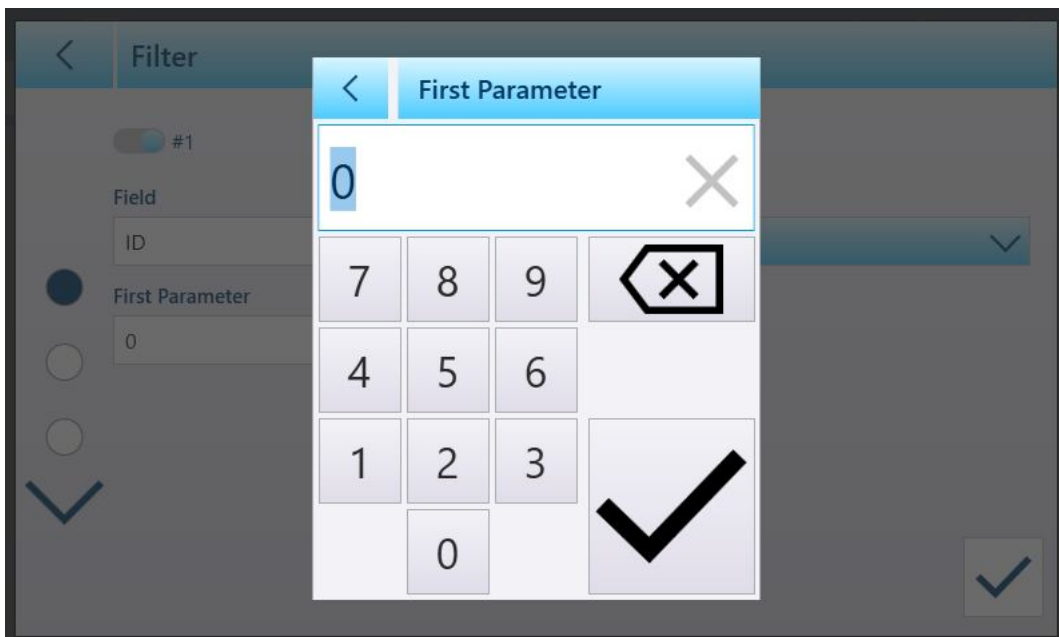 Filter
#1
Field
ID
First Parameter
0
First Parameter
0
7 8 9
4 5 6
1 2 3
0